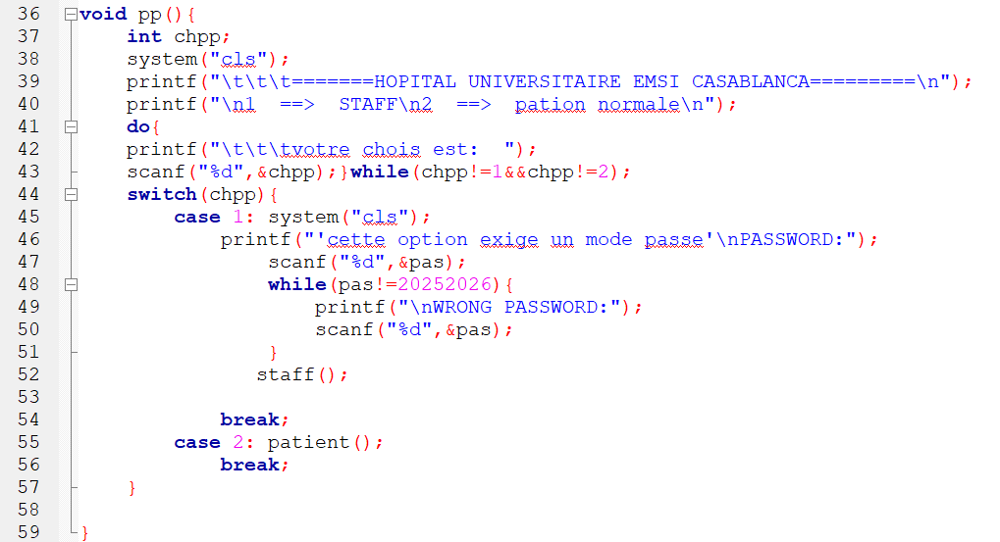 36 void pp(){
37     int chpp;
38     system("cls");
39     printf("\t\t\t=======HOPITAL UNIVERSITAIRE EMSI CASABLANCA=========\n");
40     printf("\n1  ==>  STAFF\n2  ==>  pation normale\n");
41     do{
42     printf("\t\t\tvotre chois est:  ");
43     scanf("%d",&chpp);}while(chpp!=1&&chpp!=2);
44     switch(chpp){
45         case 1: system("cls");
46             printf("'cette option exige un mode passe'\nPASSWORD:");
47                 scanf("%d",&pas);
48                 while(pas!=20252026){
49                     printf("\nWRONG PASSWORD:");
50                     scanf("%d",&pas);
51                 }
52                staff();
53
54             break;
55         case 2: patient();
56             break;
57     }
58
59 }